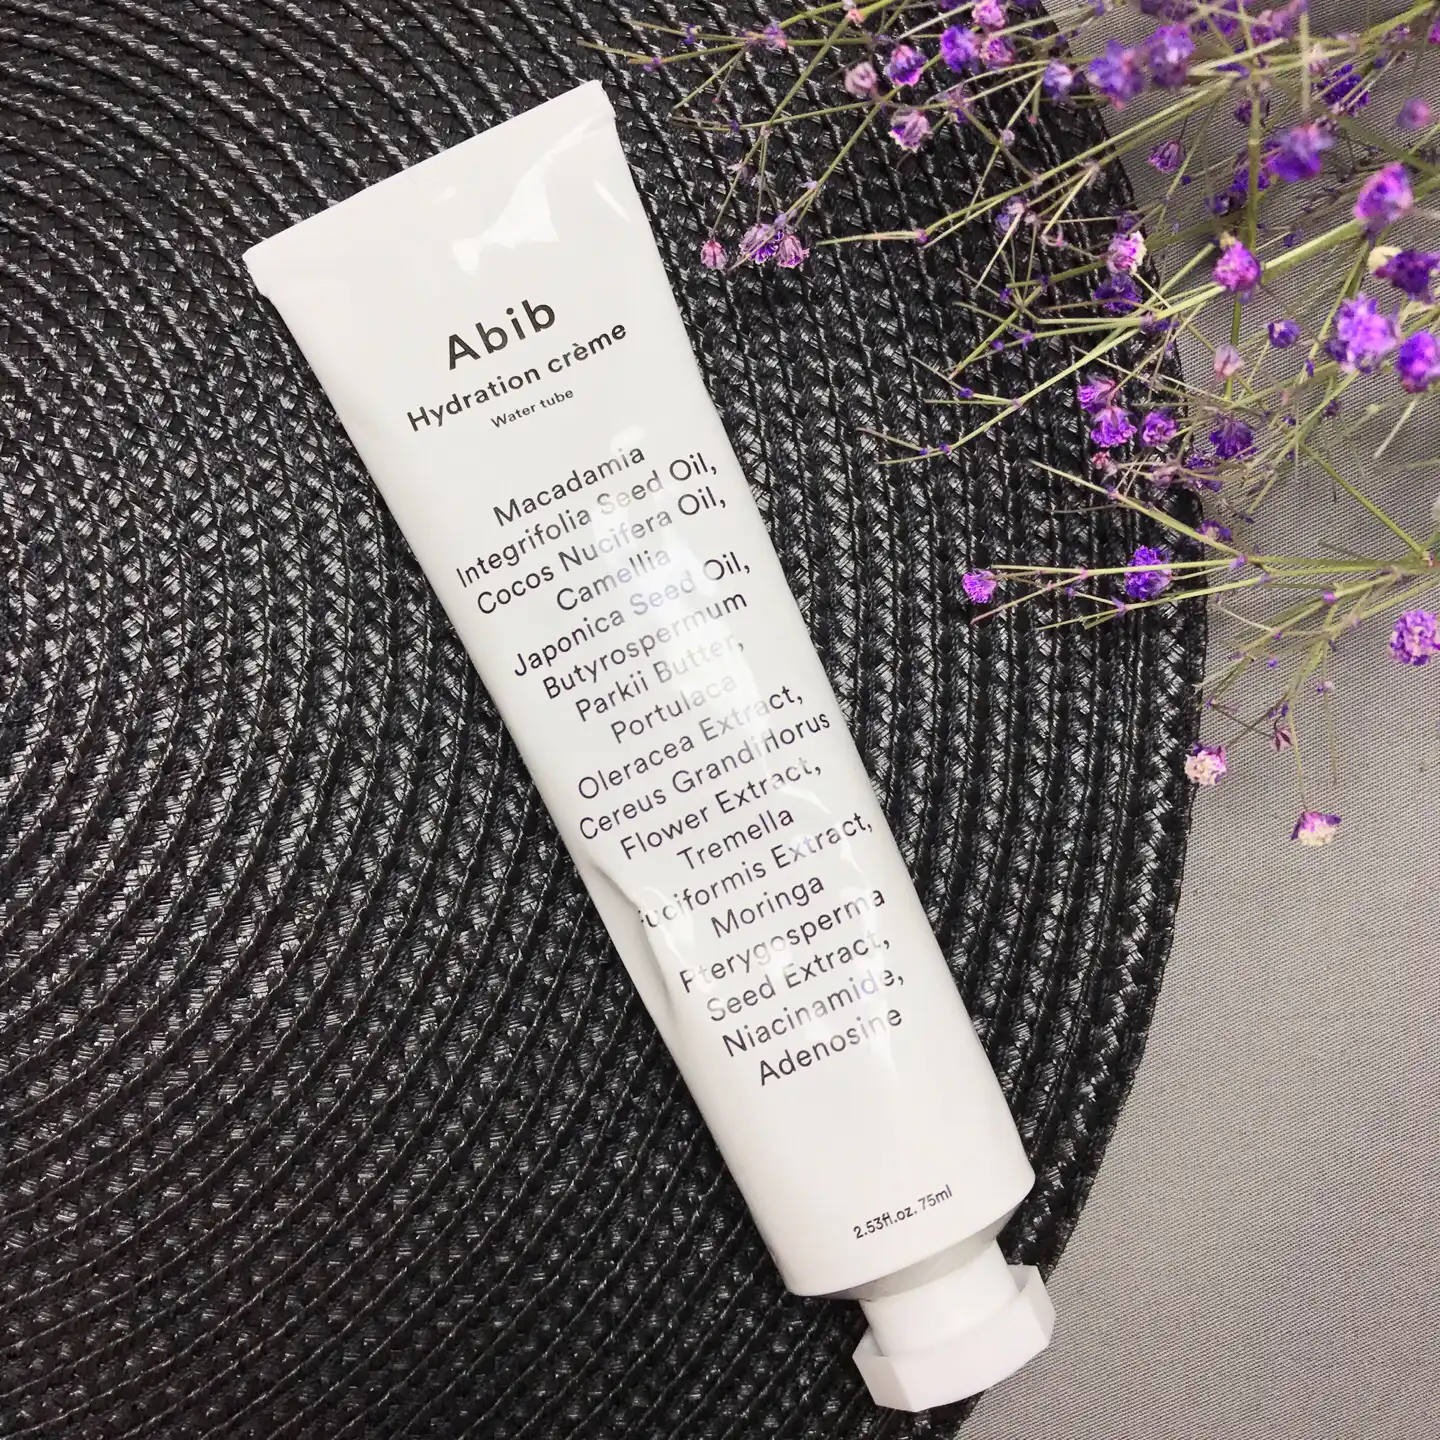 Abib
Hydration crème
Water tube
Macadamia
Integrifolia Seed Oil,
Cocos Nucifera Oil,
Camellia
Japonica Seed Oil,
Butyrospermum
Parkii Butter,
Portulaca
Oleracea Extract,
Cereus Grandiflorus
Flower Extract,
Tremella
Fuciformis Extract,
Moringa
Pterygosperma
Seed Extract,
Niacinamide,
Adenosine
2.53fl.oz. 75ml